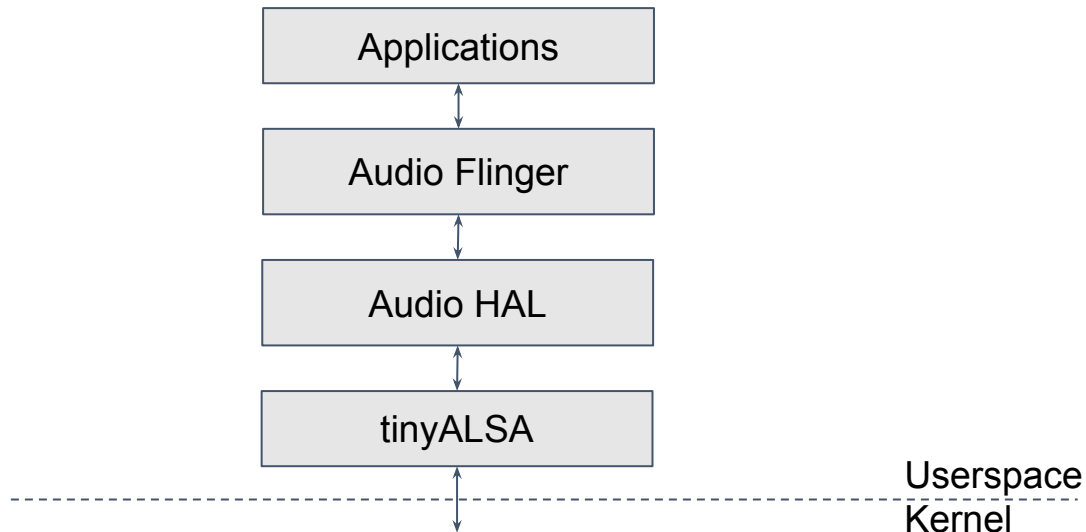 Applications
Audio Flinger
Audio HAL
tinyALSA
Userspace
Kernel